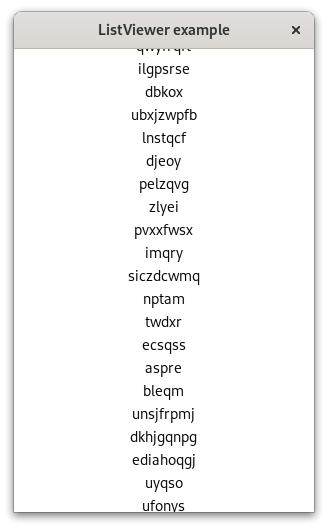 ListViewer example
ilgpsrse
dbkox
ubxjzwpfb
lnstqcf
djeoy
pelzqvg
zlyei
pvxxfwsx
imqry
siczdcwmq
nptam
twdxr
ecsqss
aspre
bleqm
unsjfrpmj
dkhjgqnpg
ediahoqgj
uyqso
ufonys